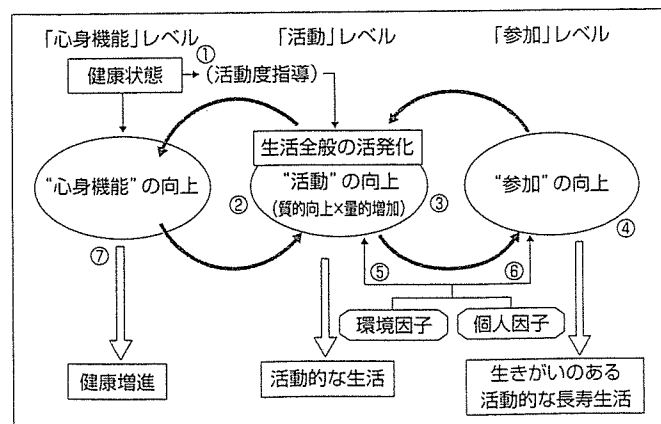 「心身機能」レベル 「活動」レベル 「参加」レベル
①
健康状態 (活動度指導)
生活全般の活発化
"心身機能"の向上 "活動"の向上 "参加"の向上
② (質的向上×量的増加) ③
④
⑦ ⑤ ⑥
環境因子 個人因子
健康増進 活動的な生活 生きがいのある
活動的な長寿生活